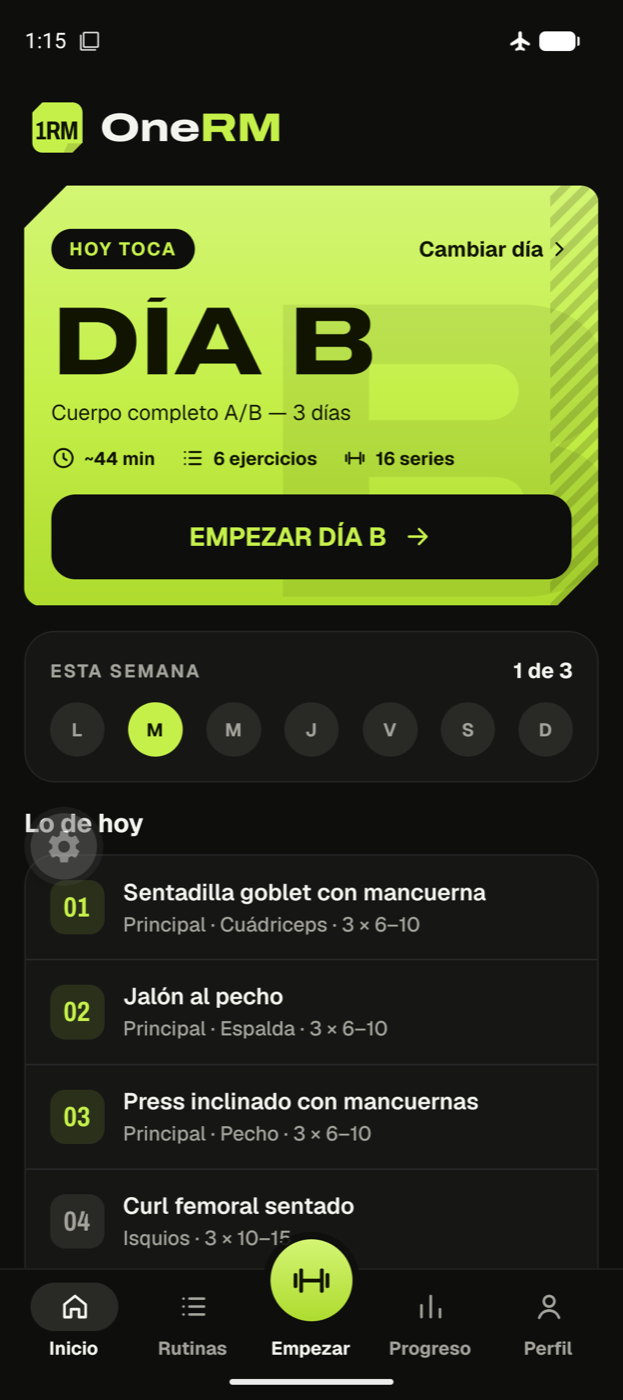 1:15
1RM OneRM
HOY TOCA
Cambiar día
DÍA B
Cuerpo completo A/B — 3 días
~44 min 6 ejercicios 16 series
EMPEZAR DÍA B →
ESTA SEMANA 1 de 3
L M M J V S D
Lo de hoy
01 Sentadilla goblet con mancuerna
Principal · Cuádriceps · 3 × 6–10
02 Jalón al pecho
Principal · Espalda · 3 × 6–10
03 Press inclinado con mancuernas
Principal · Pecho · 3 × 6–10
04 Curl femoral sentado
Isquios · 3 × 10–15
Inicio Rutinas Empezar Progreso Perfil